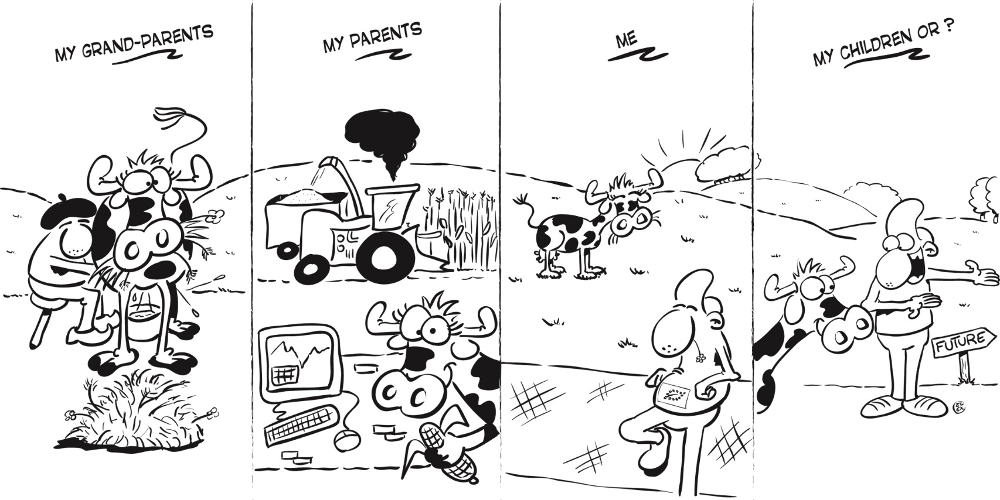 MY GRAND-PARENTS
MY PARENTS
ME
MY CHILDREN OR ?
FUTURE